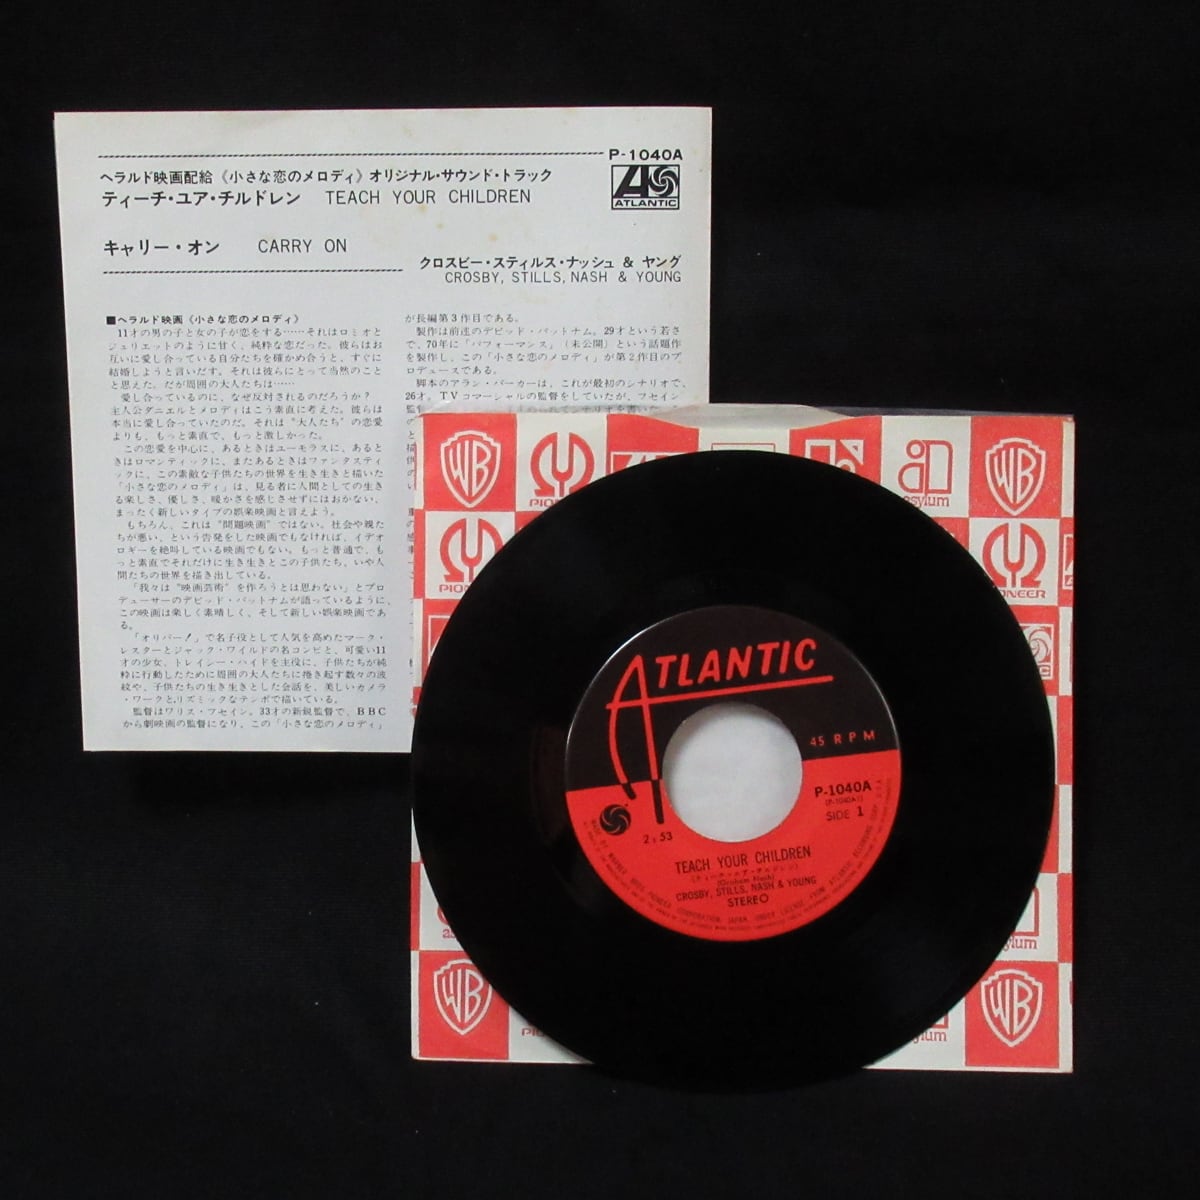 P-1040A
ヘラルド映画配給《小さな恋のメロディ》オリジナル・サウンド・トラック
ATLANTIC
ティーチ・ユア・チルドレン TEACH YOUR CHILDREN
キャリー・オン CARRY ON
クロスビー・スティルス・ナッシュ & ヤング
CROSBY, STILLS, NASH & YOUNG
■ヘラルド映画《小さな恋のメロディ》
11才の男の子と女の子が恋をする……それはロミオと
ジュリエットのように甘く、純粋な恋だった。彼らはお
互いに愛し合っている自分たちを確かめ合うと、すぐに
結婚しようと言いだす。それは彼らにとって当然のこと
と思えた。だが周囲の大人たちは……
愛し合っているのに、なぜ反対されるのだろうか？
主人公ダニエルとメロディはこう素直に考えた。彼らは
本当に愛し合っていたのだ。それは“大人たち”の恋愛
よりも、もっと素直で、もっと激しかった。
この恋愛を中心に、あるときはユーモラスに、あると
きはロマンティックに、またあるときはファンタスティ
ックに、この素敵な子供たちの世界を生き生きと描いた
「小さな恋のメロディ」は、見る者に人間としての生き
る楽しさ、優しさ、暖かさを感じさせずにはおかない、
まったく新しいタイプの娯楽映画と言えよう。
もちろん、これは“問題映画”ではない。社会や親た
ちが悪い、という告発をした映画でもなければ、イデオ
ロギーを絶叫している映画でもない。もっと普通で、も
っと素直でそれだけに生き生きとこの子供たち、いや人
間たちの世界を描き出している。
「我々は“映画芸術”を作ろうとは思わない」とプロ
デューサーのデビッド・パットナムが語っているように、
この映画は楽しく素晴しく、そして新しい娯楽映画であ
る。
「オリバー！」で名子役として人気を高めたマーク・
レスターとジャック・ワイルドの名コンビと、可愛い11
才の少女、トレイシー・ハイドを主役に、子供たちが純
粋に行動したために周囲の大人たちに捲き起す数々の波
紋や、子供たちの生き生きとした会話を、美しいカメラ
・ワークとリズミックなテンポで描いている。
監督はワリス・フセイン。33才の新鋭監督で、BBC
から劇映画の監督になり、この「小さな恋のメロディ」
が長編第3作目である。
製作は前述のデビッド・パットナム。29才という若さ
で、70年に「パフォーマンス」（未公開）という話題作
を製作し、この「小さな恋のメロディ」が第2作目のプ
ロデュースである。
脚本のアラン・パーカーは、これが最初のシナリオで、
26才。TVコマーシャルの監督をしていたが、フセイン
WB
PIONEER
asylum
WB
PIONEER
PIONEER
asylum
WB
WB
asylum
ATLANTIC
45 RPM
P-1040A
(P-1040A1)
SIDE 1
2:53
TEACH YOUR CHILDREN
(ティーチ・ユア・チルドレン)
(Graham Nash)
CROSBY, STILLS, NASH & YOUNG
STEREO